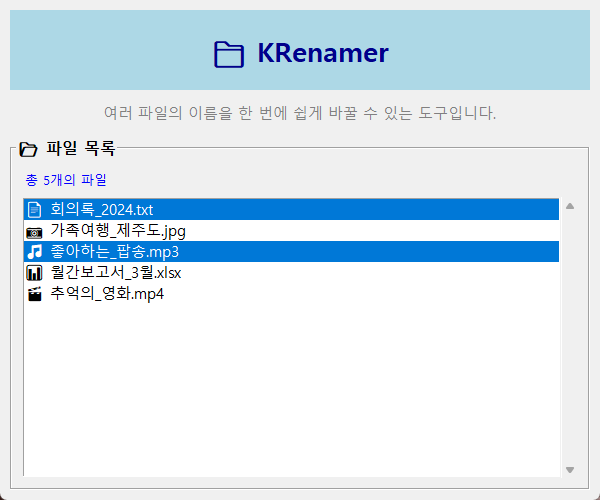 KRenamer
여러 파일의 이름을 한 번에 쉽게 바꿀 수 있는 도구입니다.
파일 목록
총 5개의 파일
회의록_2024.txt
가족여행_제주도.jpg
좋아하는_팝송.mp3
월간보고서_3월.xlsx
추억의_영화.mp4